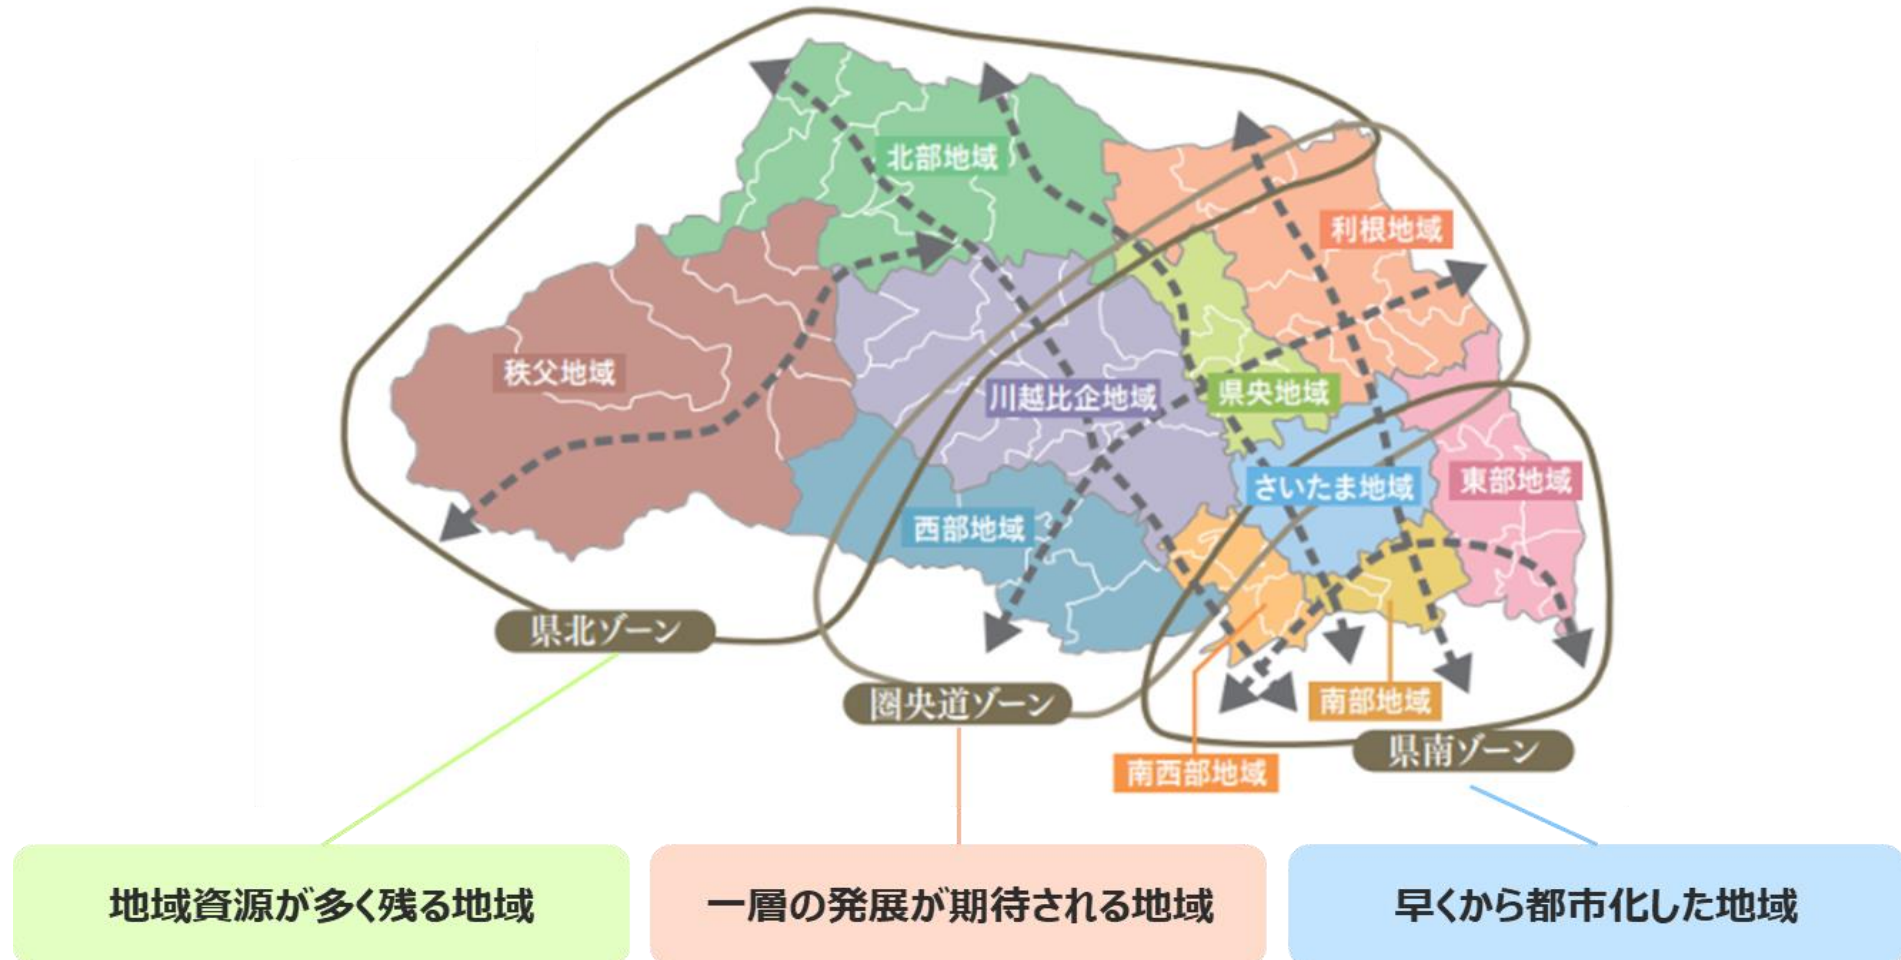 北部地域
利根地域
秩父地域
川越比企地域
県央地域
さいたま地域
東部地域
西部地域
県北ゾーン
圏央道ゾーン
南部地域
県南ゾーン
南西部地域
地域資源が多く残る地域
一層の発展が期待される地域
早くから都市化した地域